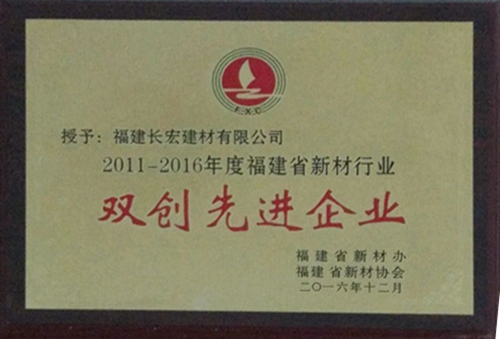 F.X.C
授予：福建长宏建材有限公司
2011-2016年度福建省新材行业
双创先进企业
福建省新材办
福建省新材协会
二〇一六年十二月